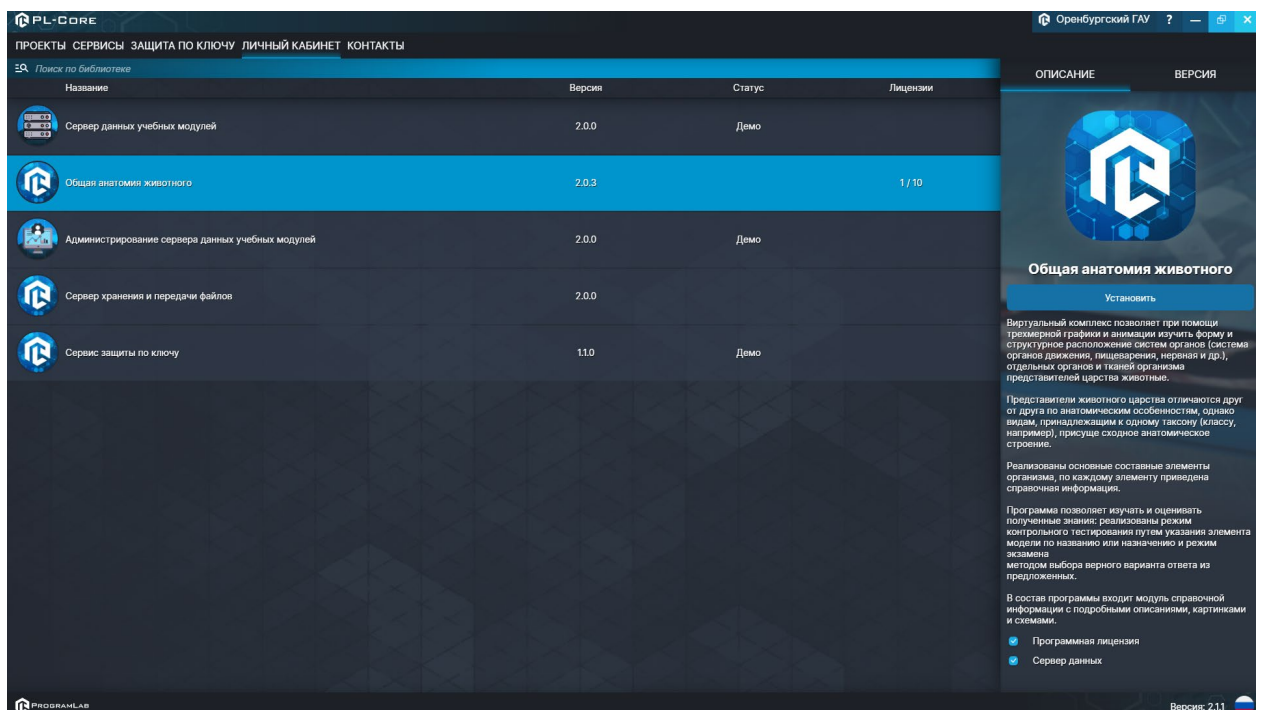 PL-CORE
Оренбургский ГАУ ?
ПРОЕКТЫ СЕРВИСЫ ЗАЩИТА ПО КЛЮЧУ ЛИЧНЫЙ КАБИНЕТ КОНТАКТЫ
Поиск по библиотеке
Название Версия Статус Лицензии
Сервер данных учебных модулей 2.0.0 Демо
Общая анатомия животного 2.0.3 1 / 10
Администрирование сервера данных учебных модулей 2.0.0 Демо
Сервер хранения и передачи файлов 2.0.0
Сервис защиты по ключу 1.1.0 Демо
ОПИСАНИЕ ВЕРСИЯ
Общая анатомия животного
Установить
Виртуальный комплекс позволяет при помощи
трехмерной графики и анимации изучить форму и
структурное расположение систем органов (система
органов движения, пищеварения, нервная и др.),
отдельных органов и тканей организма
представителей царства животные.
Представители животного царства отличаются друг
от друга по анатомическим особенностям, однако
видам, принадлежащим к одному таксону (классу,
например), присуще сходное анатомическое
строение.
Реализованы основные составные элементы
организма, по каждому элементу приведена
справочная информация.
Программа позволяет изучать и оценивать
полученные знания: реализованы режим
контрольного тестирования путем указания элемента
модели по названию или назначению и режим
экзамена
методом выбора верного варианта ответа из
предложенных.
В состав программы входит модуль справочной
информации с подробными описаниями, картинками
и схемами.
Программная лицензия
Сервер данных
PROGRAMLAB
Версия: 2.1.1